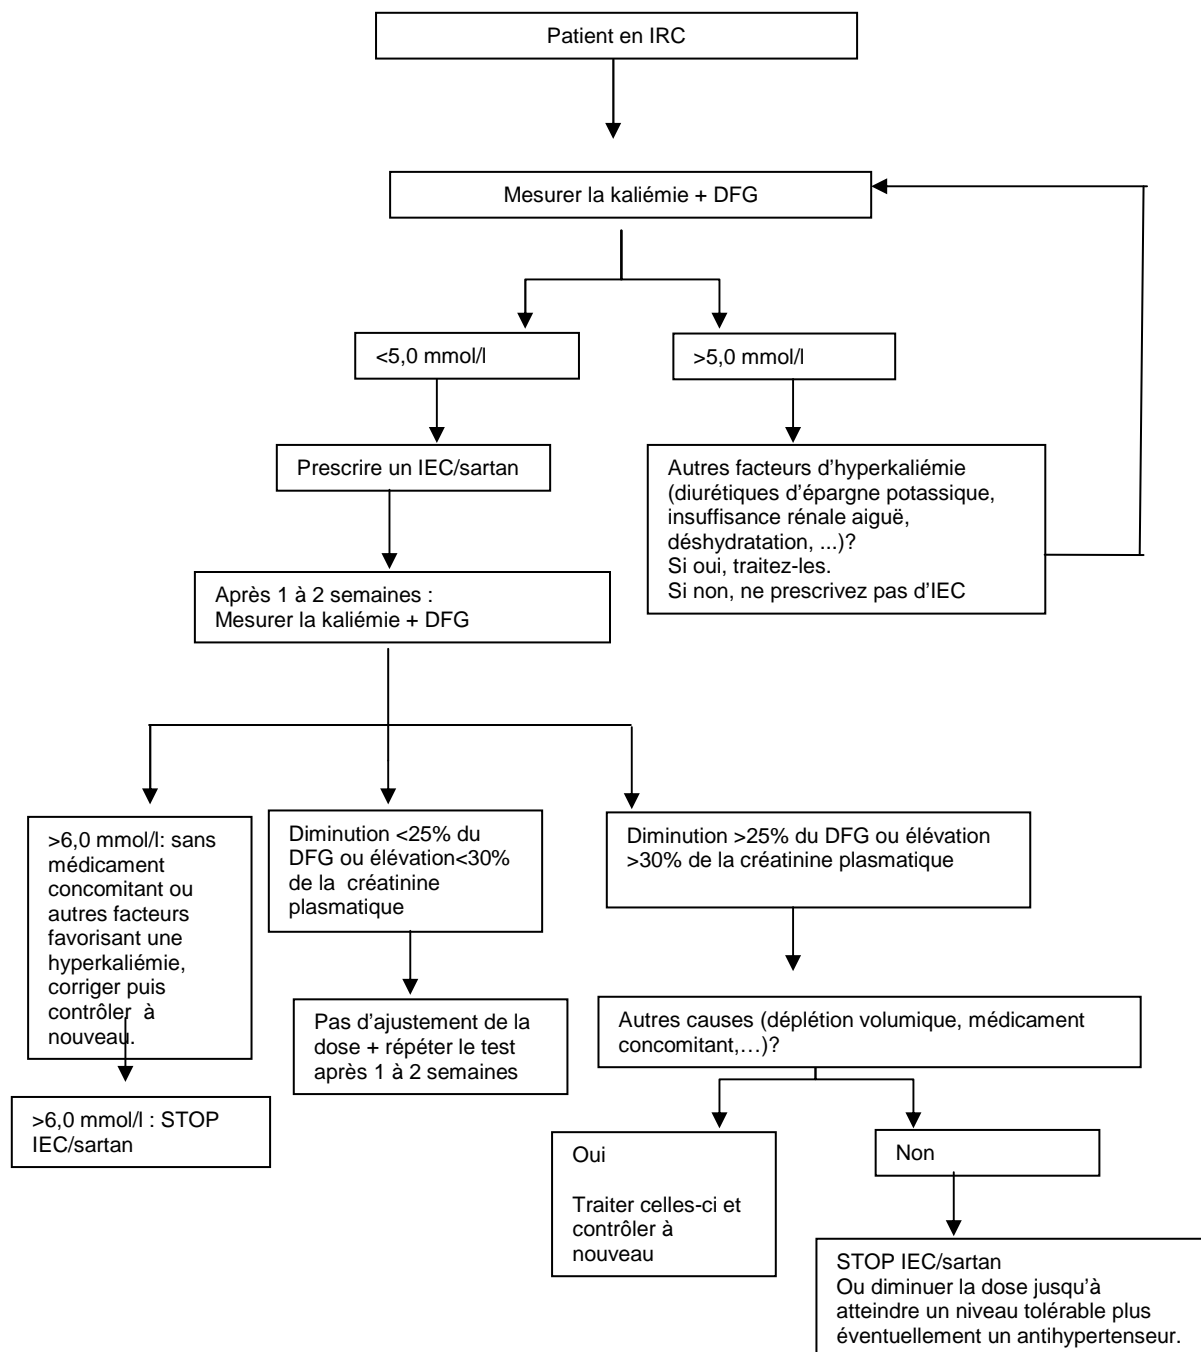 Patient en IRC
Mesurer la kaliémie + DFG
<5,0 mmol/l
>5,0 mmol/l
Prescrire un IEC/sartan
Autres facteurs d’hyperkaliémie
(diurétiques d’épargne potassique,
insuffisance rénale aiguë,
déshydratation, ...)?
Si oui, traitez-les.
Si non, ne prescrivez pas d’IEC
Après 1 à 2 semaines :
Mesurer la kaliémie + DFG
>6,0 mmol/l: sans
médicament
concomitant ou
autres facteurs
favorisant une
hyperkaliémie,
corriger puis
contrôler à
nouveau.
Diminution <25% du
DFG ou élévation<30%
de la créatinine
plasmatique
Diminution >25% du DFG ou élévation
>30% de la créatinine plasmatique
Pas d’ajustement de la
dose + répéter le test
après 1 à 2 semaines
Autres causes (déplétion volumique, médicament
concomitant,…)?
>6,0 mmol/l : STOP
IEC/sartan
Oui
Traiter celles-ci et
contrôler à
nouveau
Non
STOP IEC/sartan
Ou diminuer la dose jusqu’à
atteindre un niveau tolérable plus
éventuellement un antihypertenseur.